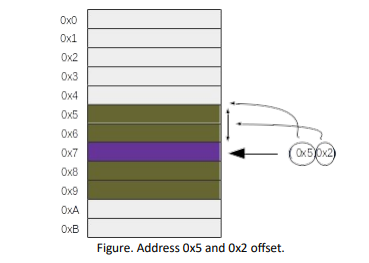 0x0
0x1
0x2
0x3
0x4
0x5
0x6
0x7
0x5 0x2
0x8
0x9
0xA
0xB
Figure. Address 0x5 and 0x2 offset.